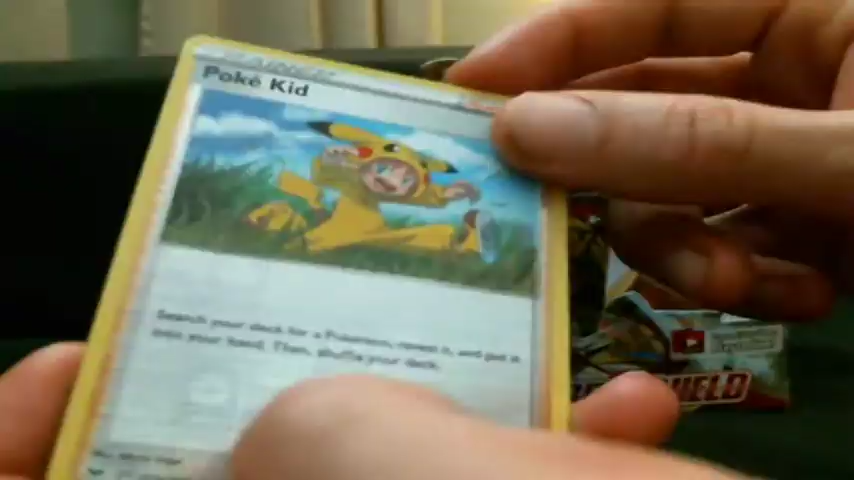 TRAINER
Poké Kid
Search your deck for a Pokémon, reveal it, and put it
into your hand. Then, shuffle your deck.
SHIELD